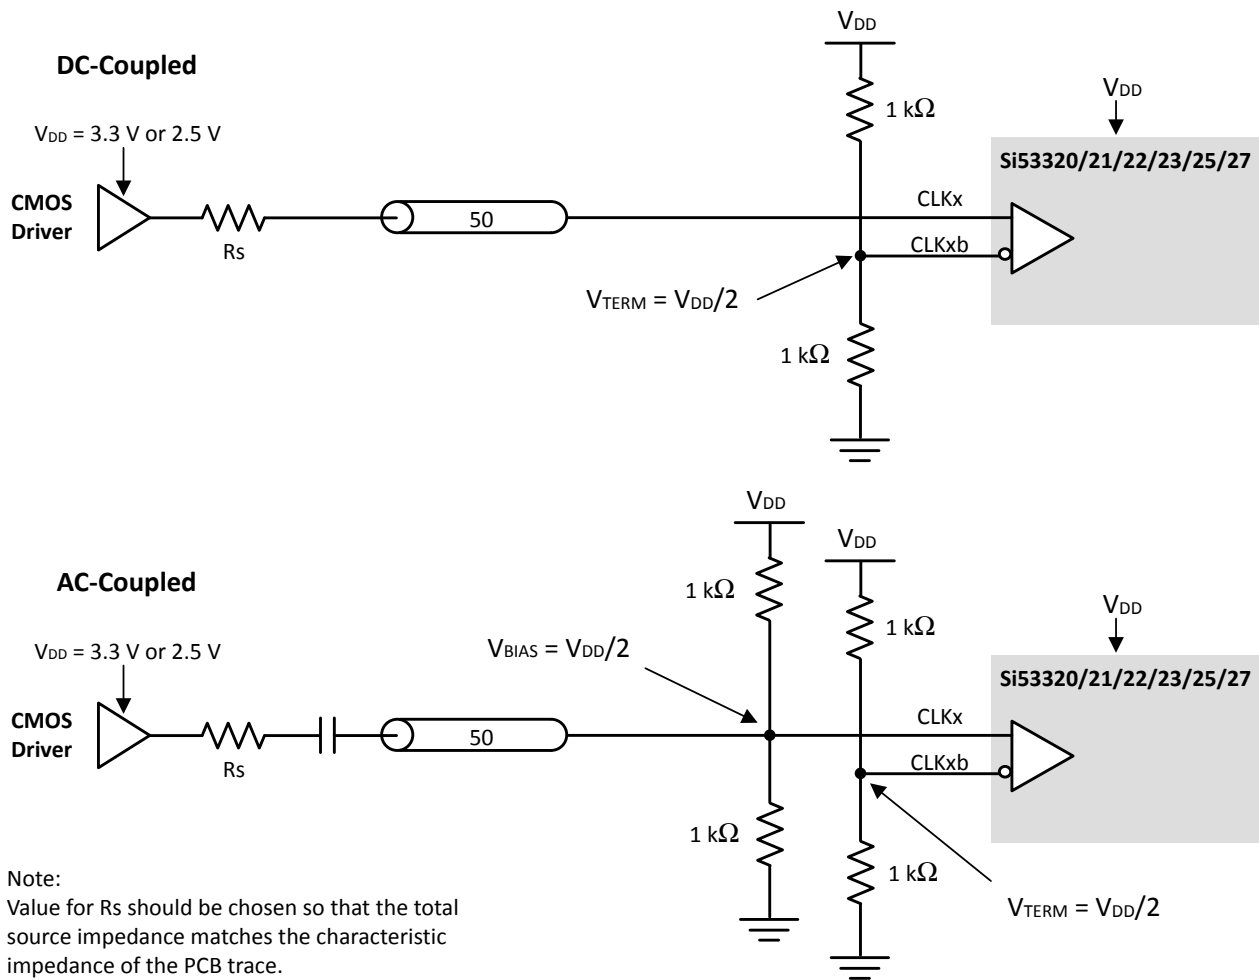 VDD
DC-Coupled
1 kΩ
VDD
VDD = 3.3 V or 2.5 V
Si53320/21/22/23/25/27
CMOS
Driver
Rs
50
CLKx
CLKxb
VTERM = VDD/2
1 kΩ
VDD
VDD
AC-Coupled
1 kΩ
1 kΩ
VDD
VDD = 3.3 V or 2.5 V
VBIAS = VDD/2
Si53320/21/22/23/25/27
CMOS
Driver
Rs
50
CLKx
CLKxb
1 kΩ
1 kΩ
VTERM = VDD/2
Note:
Value for Rs should be chosen so that the total
source impedance matches the characteristic
impedance of the PCB trace.